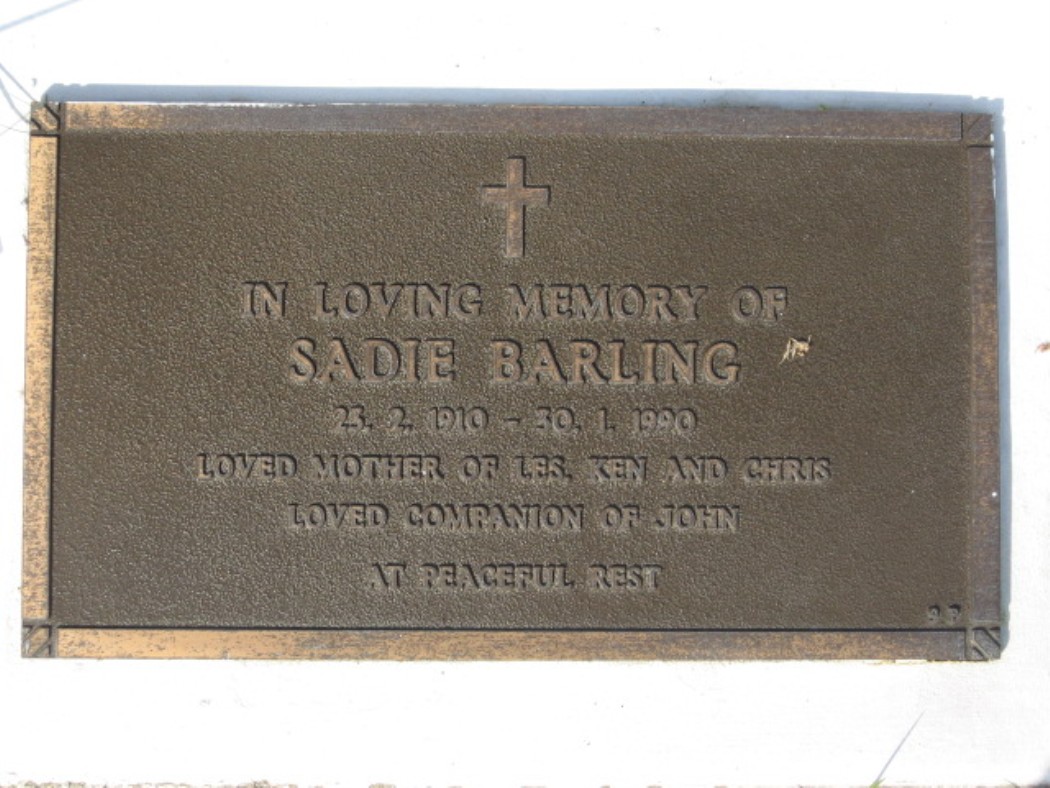 IN LOVING MEMORY OF
SADIE BARLING
23. 2. 1910 - 30. 1. 1990
LOVED MOTHER OF LES, KEN AND CHRIS
LOVED COMPANION OF JOHN
AT PEACEFUL REST